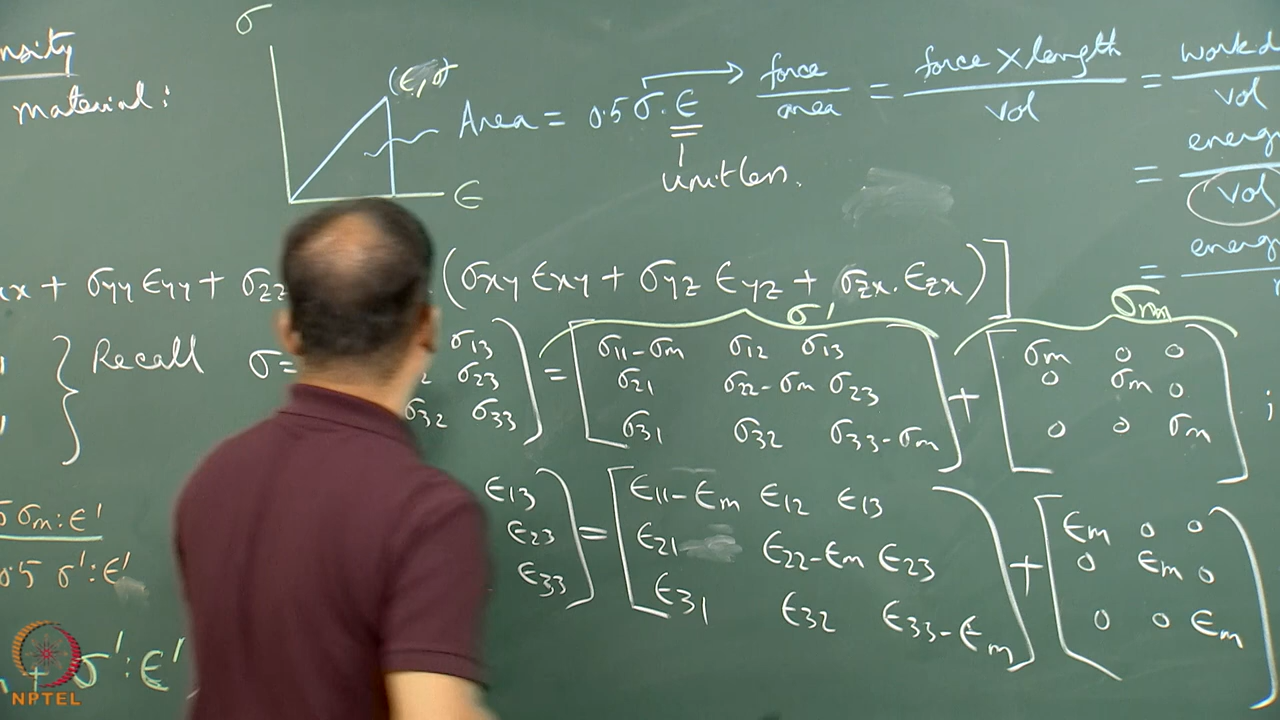 nsity
material:
σ
(ϵ,σ
ϵ
Area = 0.5 σ.ϵ
unitless.
force/area = force × length/vol = work d/vol
= energ/vol
= energ
xx + σyy ϵyy + σzz
(σxy ϵxy + σyz ϵyz + σzx.ϵzx)]
} Recall σ =
σ13
σ23
σ32 σ33
=
σ'
σ11-σm σ12 σ13
σ21 σ22-σm σ23
σ31 σ32 σ33-σm
+
σm
σm 0 0
0 σm 0
0 0 σm
;
ϵ13
ϵ23
ϵ33
=
ϵ11-ϵm ϵ12 ϵ13
ϵ21 ϵ22-ϵm ϵ23
ϵ31 ϵ32 ϵ33-ϵm
+
ϵm 0 0
0 ϵm 0
0 0 ϵm
σm:ϵ'
0.5 σ':ϵ'
+ σ':ϵ'
NPTEL